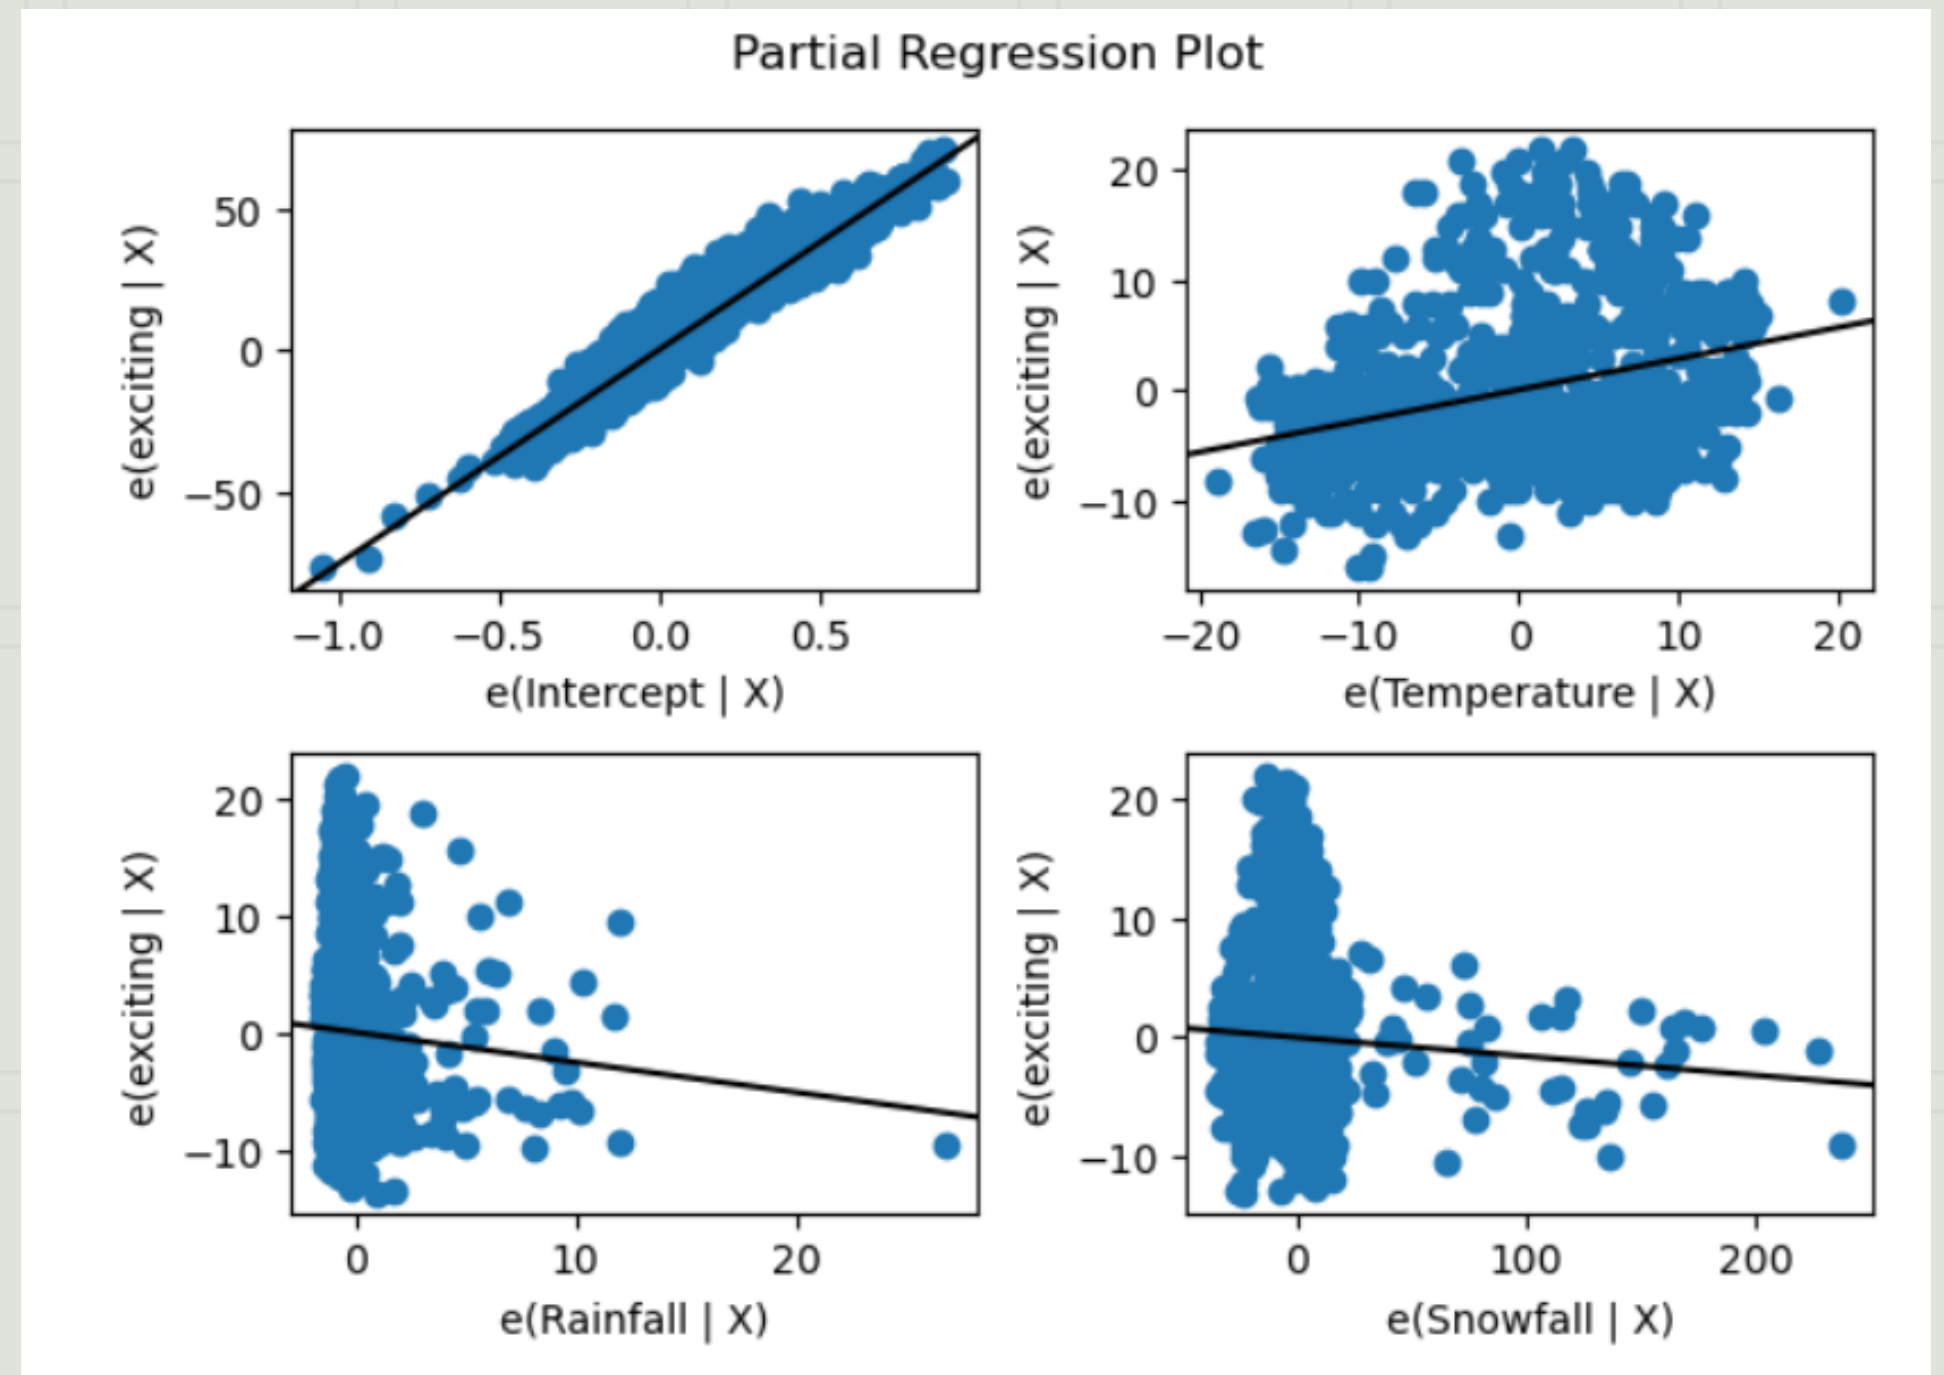 Partial Regression Plot
e(exciting | X)
50
0
−50
−1.0 −0.5 0.0 0.5
e(Intercept | X)
e(exciting | X)
20
10
0
−10
−20 −10 0 10 20
e(Temperature | X)
e(exciting | X)
20
10
0
−10
0 10 20
e(Rainfall | X)
e(exciting | X)
20
10
0
−10
0 100 200
e(Snowfall | X)